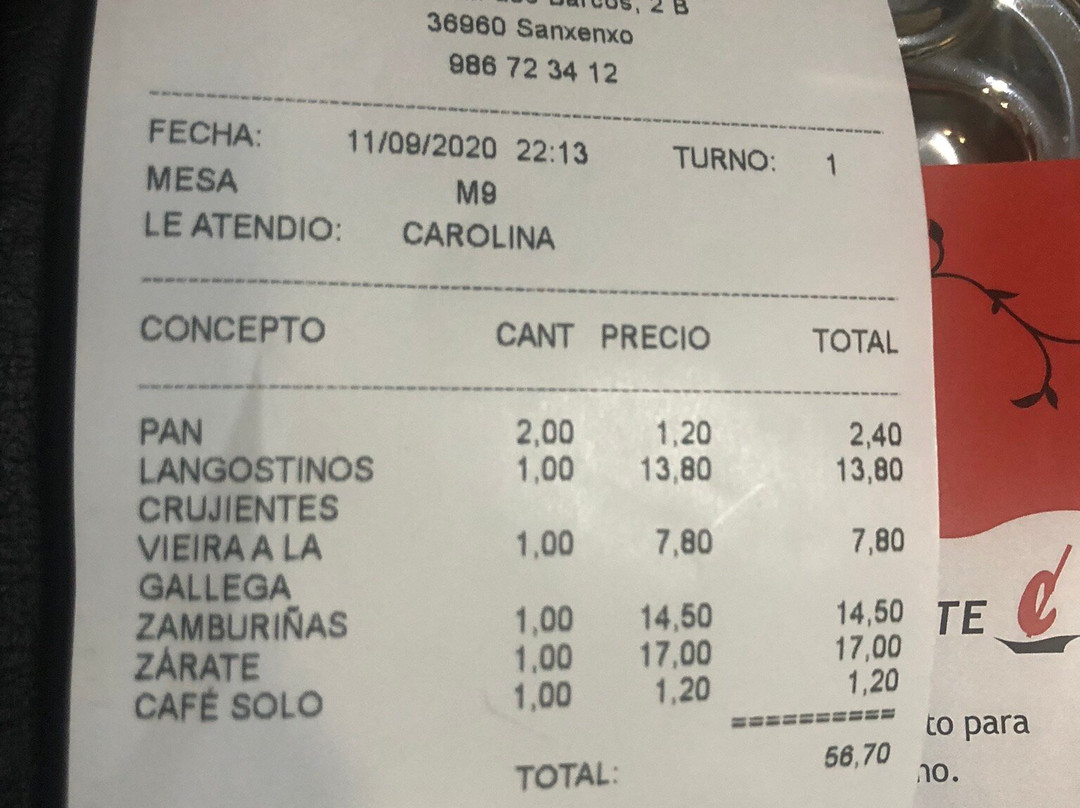 Barcos, 2 B
36960 Sanxenxo
986 72 34 12
FECHA: 11/09/2020 22:13 TURNO: 1
MESA M9
LE ATENDIO: CAROLINA
CONCEPTO CANT PRECIO TOTAL
PAN 2,00 1,20 2,40
LANGOSTINOS 1,00 13,80 13,80
CRUJIENTES
VIEIRA A LA 1,00 7,80 7,80
GALLEGA
ZAMBURIÑAS 1,00 14,50 14,50
ZÁRATE 1,00 17,00 17,00
CAFÉ SOLO 1,00 1,20 1,20
==========
TOTAL: 56,70
TE
to para